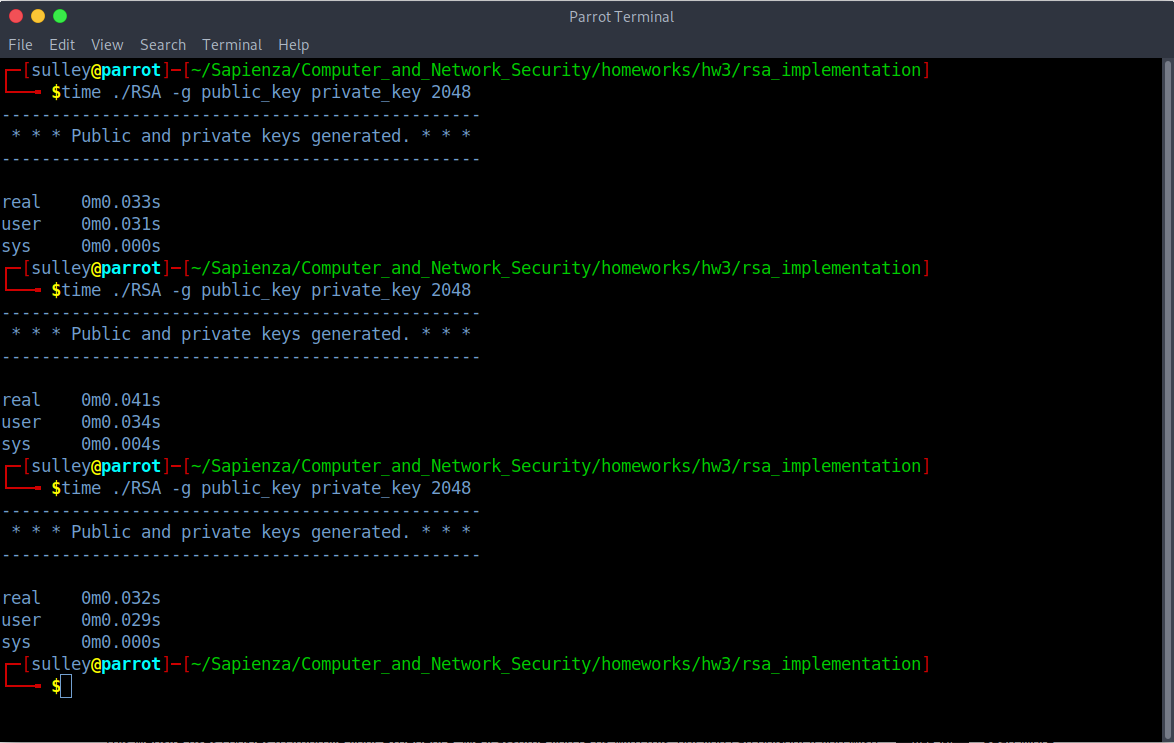 Parrot Terminal
File Edit View Search Terminal Help
┌─[sulley@parrot]─[~/Sapienza/Computer_and_Network_Security/homeworks/hw3/rsa_implementation]
└──╼ $time ./RSA -g public_key private_key 2048
------------------------------------------------
 * * * Public and private keys generated. * * *
------------------------------------------------
real    0m0.033s
user    0m0.031s
sys     0m0.000s
┌─[sulley@parrot]─[~/Sapienza/Computer_and_Network_Security/homeworks/hw3/rsa_implementation]
└──╼ $time ./RSA -g public_key private_key 2048
------------------------------------------------
 * * * Public and private keys generated. * * *
------------------------------------------------
real    0m0.041s
user    0m0.034s
sys     0m0.004s
┌─[sulley@parrot]─[~/Sapienza/Computer_and_Network_Security/homeworks/hw3/rsa_implementation]
└──╼ $time ./RSA -g public_key private_key 2048
------------------------------------------------
 * * * Public and private keys generated. * * *
------------------------------------------------
real    0m0.032s
user    0m0.029s
sys     0m0.000s
┌─[sulley@parrot]─[~/Sapienza/Computer_and_Network_Security/homeworks/hw3/rsa_implementation]
└──╼ $